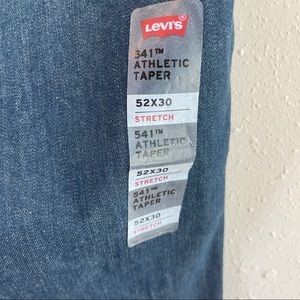 Levi's
541™
ATHLETIC
TAPER
52X30
STRETCH
541™
ATHLETIC
TAPER
52X30
STRETCH
541™
ATHLETIC
TAPER
52X30
STRETCH